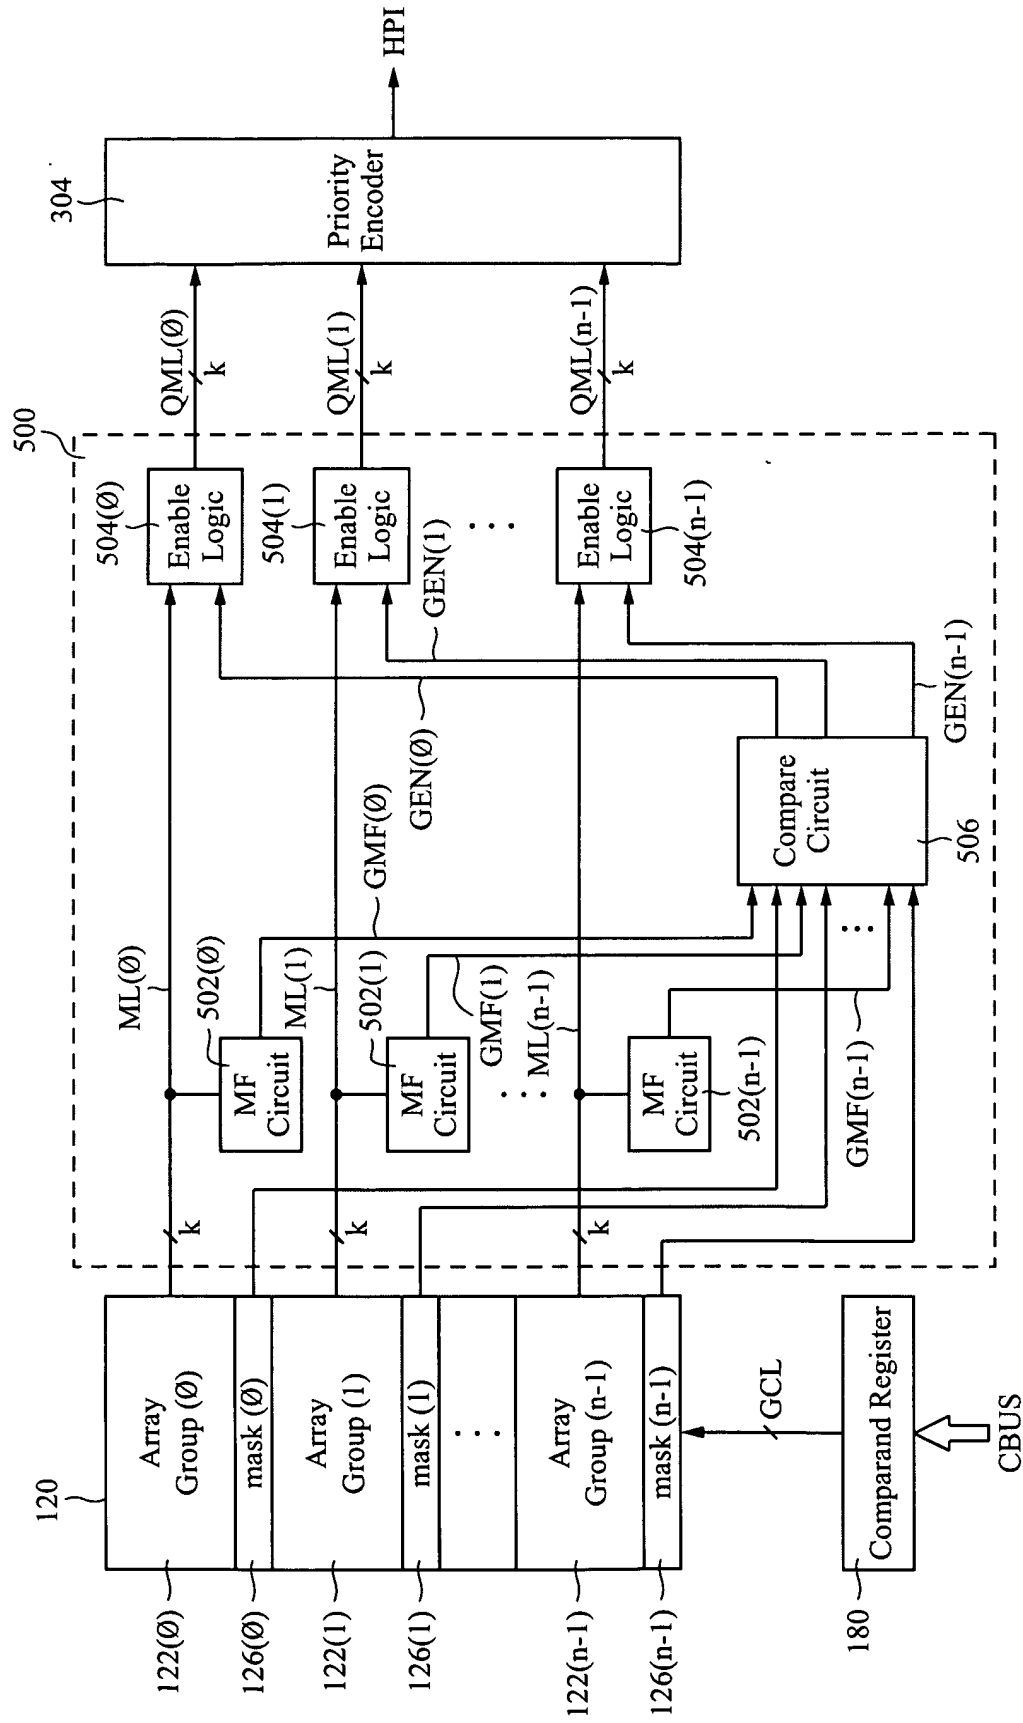 120
Array
Group (Ø)
mask (Ø)
Array
Group (1)
mask (1)
· · ·
Array
Group (n-1)
mask (n-1)
122(Ø)
126(Ø)
122(1)
126(1)
122(n-1)
126(n-1)
GCL
Comparand Register
180
CBUS
500
k
k
k
ML(Ø)
502(Ø)
MF
Circuit
GMF(Ø)
ML(1)
502(1)
MF
Circuit
GMF(1)
· · ·
ML(n-1)
MF
Circuit
502(n-1)
GMF(n-1)
· · ·
Compare
Circuit
506
GEN(Ø)
GEN(1)
GEN(n-1)
504(Ø)
Enable
Logic
504(1)
Enable
Logic
· · ·
Enable
Logic
504(n-1)
QML(Ø)
k
QML(1)
k
QML(n-1)
k
304
Priority
Encoder
HPI